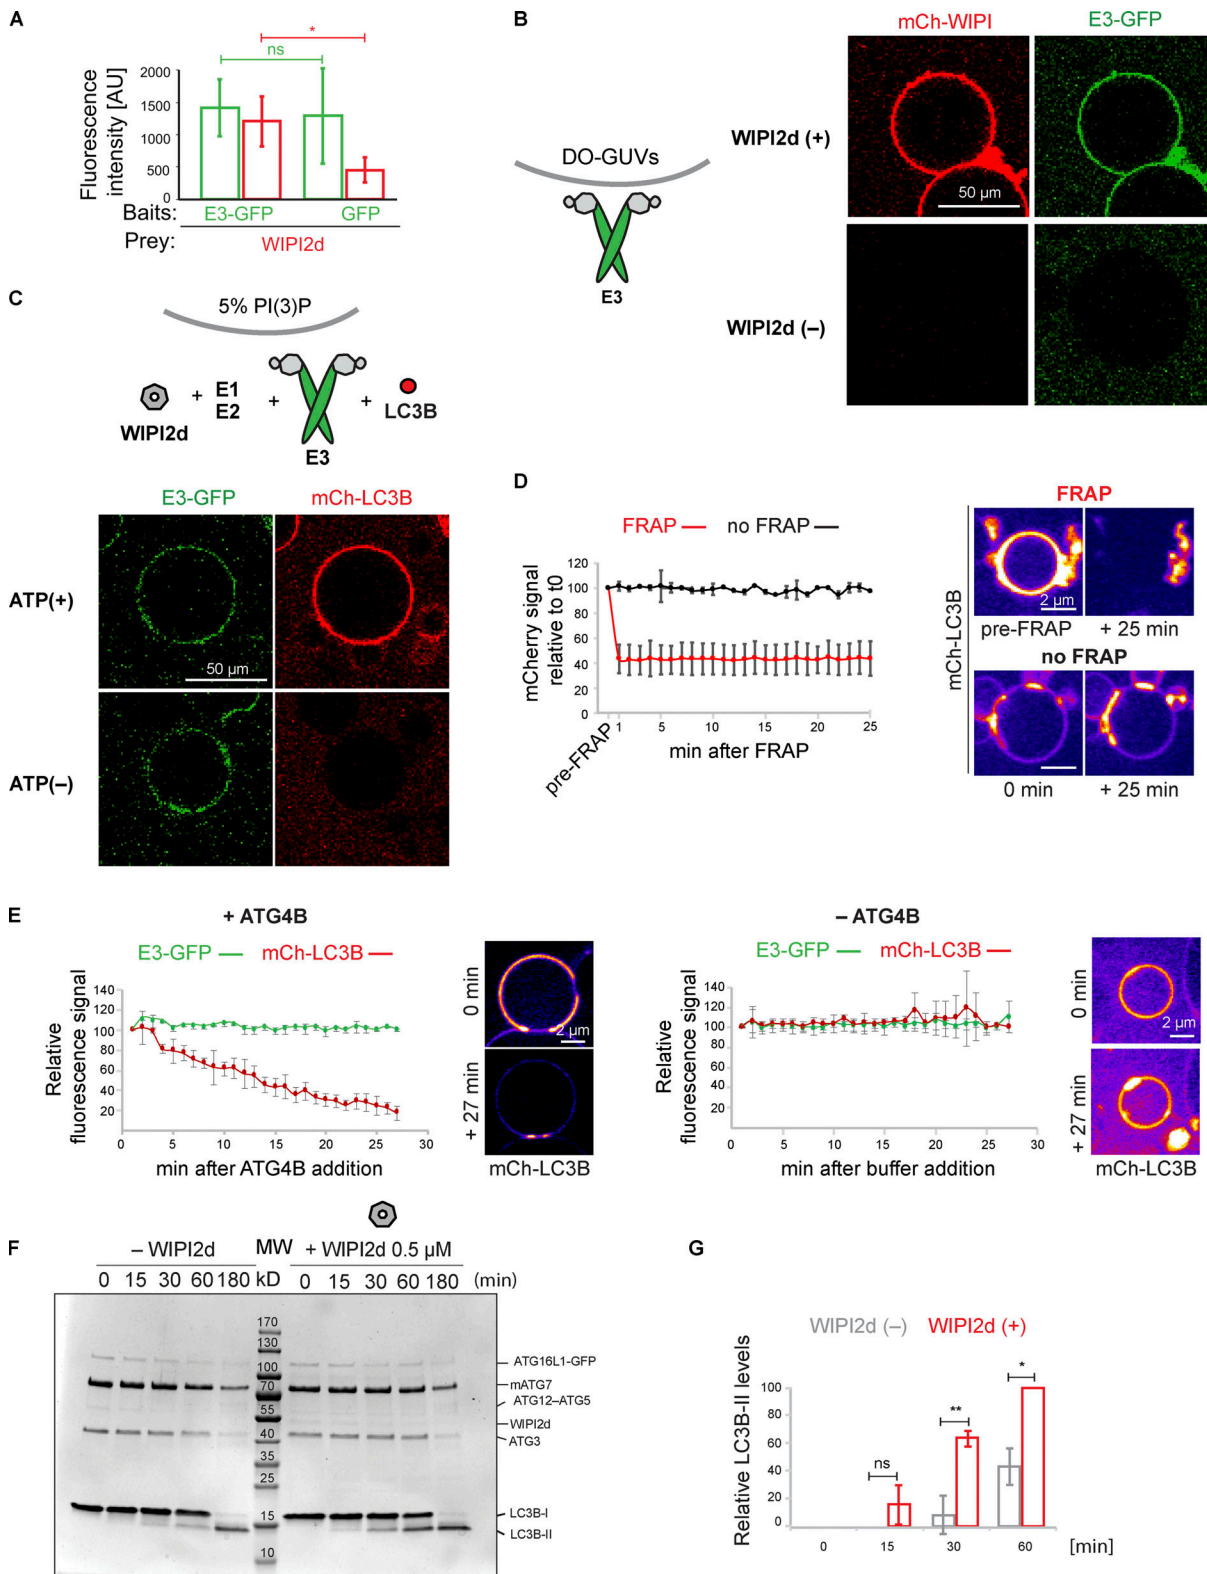 A
ns
*
Fluorescence
intensity [AU]
2000
1500
1000
500
0
Baits: E3-GFP GFP
Prey: WIPI2d
B
mCh-WIPI E3-GFP
DO-GUVs
E3
WIPI2d (+)
50 µm
WIPI2d (–)
C
5% PI(3)P
WIPI2d + E1 E2 + E3 + LC3B
E3-GFP mCh-LC3B
ATP(+)
50 µm
ATP(–)
D
FRAP no FRAP
mCherry signal
relative to t0
120
100
80
60
40
20
0
pre-FRAP 1 5 10 15 20 25
min after FRAP
FRAP
mCh-LC3B
2 µm
pre-FRAP + 25 min
no FRAP
0 min + 25 min
E
+ ATG4B
E3-GFP mCh-LC3B
Relative
fluorescence signal
140
120
100
80
60
40
20
0 5 10 15 20 25 30
min after ATG4B addition
0 min
2 µm
+ 27 min
mCh-LC3B
– ATG4B
E3-GFP mCh-LC3B
Relative
fluorescence signal
140
120
100
80
60
40
20
0 5 10 15 20 25 30
min after buffer addition
0 min
2 µm
+ 27 min
mCh-LC3B
F
– WIPI2d MW + WIPI2d 0.5 µM
0 15 30 60 180 kD 0 15 30 60 180 (min)
170
130
100
70
55
40
35
25
15
10
ATG16L1-GFP
mATG7
ATG12–ATG5
WIPI2d
ATG3
LC3B-I
LC3B-II
G
WIPI2d (–) WIPI2d (+)
Relative LC3B-II levels
100
80
60
40
20
0
ns
**
*
0 15 30 60 [min]